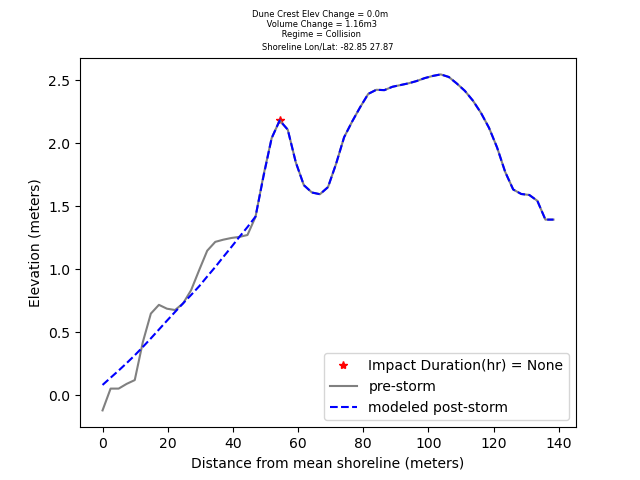 Dune Crest Elev Change = 0.0m
Volume Change = 1.16m3
Regime = Collision
Shoreline Lon/Lat: -82.85 27.87
2.5
2.0
1.5
1.0
0.5
0.0
Elevation (meters)
Impact Duration(hr) = None
pre-storm
modeled post-storm
0 20 40 60 80 100 120 140
Distance from mean shoreline (meters)